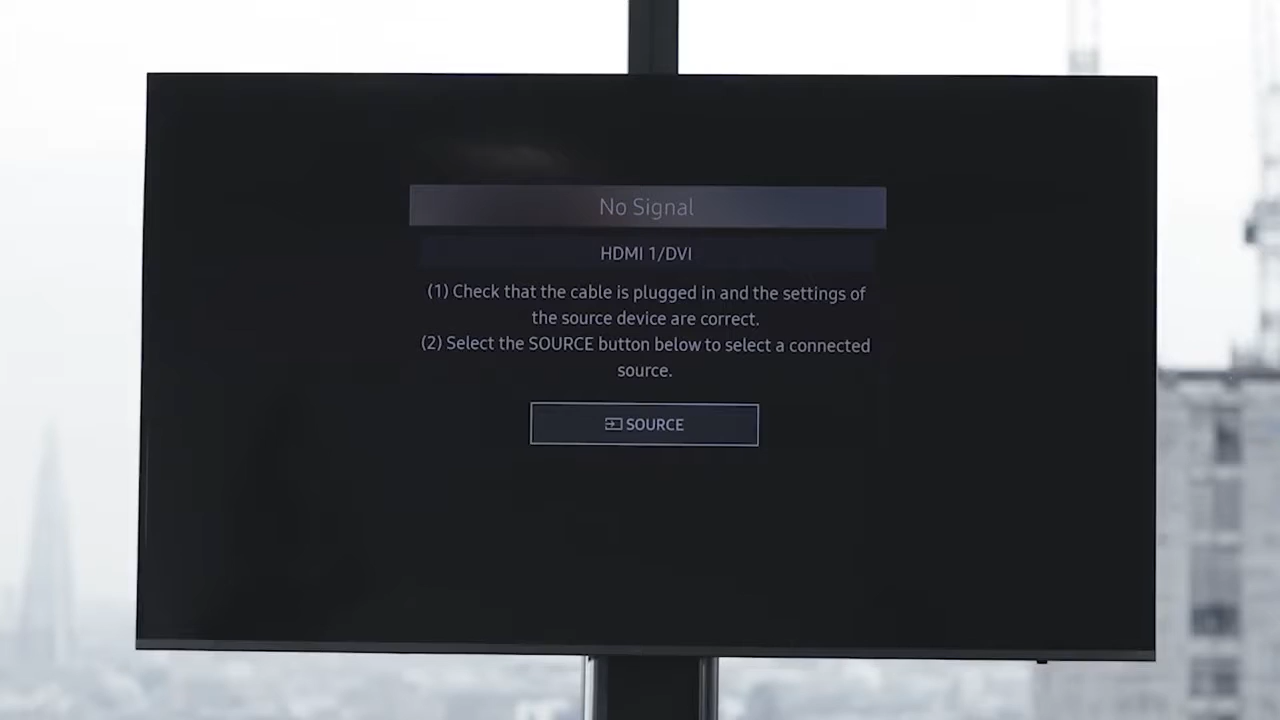 No Signal
HDMI 1/DVI
(1) Check that the cable is plugged in and the settings of
the source device are correct.
(2) Select the SOURCE button below to select a connected
source.
SOURCE